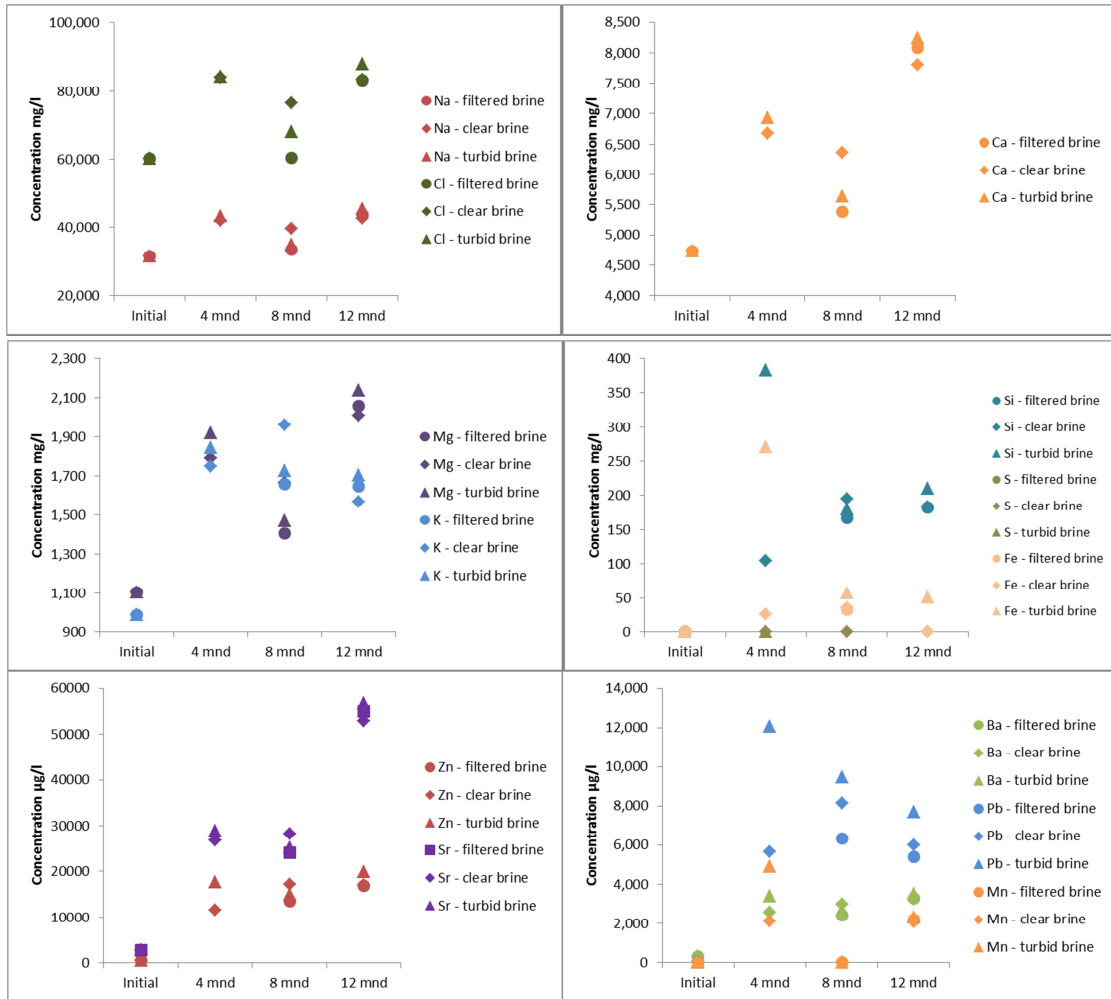 Concentration mg/l
100,000
80,000
60,000
40,000
20,000
Initial 4 mnd 8 mnd 12 mnd
Na - filtered brine
Na - clear brine
Na - turbid brine
Cl - filtered brine
Cl - clear brine
Cl - turbid brine
Concentration mg/l
8,500
8,000
7,500
7,000
6,500
6,000
5,500
5,000
4,500
4,000
Initial 4 mnd 8 mnd 12 mnd
Ca - filtered brine
Ca - clear brine
Ca - turbid brine
Concentration mg/l
2,300
2,100
1,900
1,700
1,500
1,300
1,100
900
Initial 4 mnd 8 mnd 12 mnd
Mg - filtered brine
Mg - clear brine
Mg - turbid brine
K - filtered brine
K - clear brine
K - turbid brine
Concentration mg/l
400
350
300
250
200
150
100
50
0
Initial 4 mnd 8 mnd 12 mnd
Si - filtered brine
Si - clear brine
Si - turbid brine
S - filtered brine
S - clear brine
S - turbid brine
Fe - filtered brine
Fe - clear brine
Fe - turbid brine
Concentration µg/l
60000
50000
40000
30000
20000
10000
0
Initial 4 mnd 8 mnd 12 mnd
Zn - filtered brine
Zn - clear brine
Zn - turbid brine
Sr - filtered brine
Sr - clear brine
Sr - turbid brine
Concentration µg/l
14,000
12,000
10,000
8,000
6,000
4,000
2,000
0
Initial 4 mnd 8 mnd 12 mnd
Ba - filtered brine
Ba - clear brine
Ba - turbid brine
Pb - filtered brine
Pb - clear brine
Pb - turbid brine
Mn - filtered brine
Mn - clear brine
Mn - turbid brine